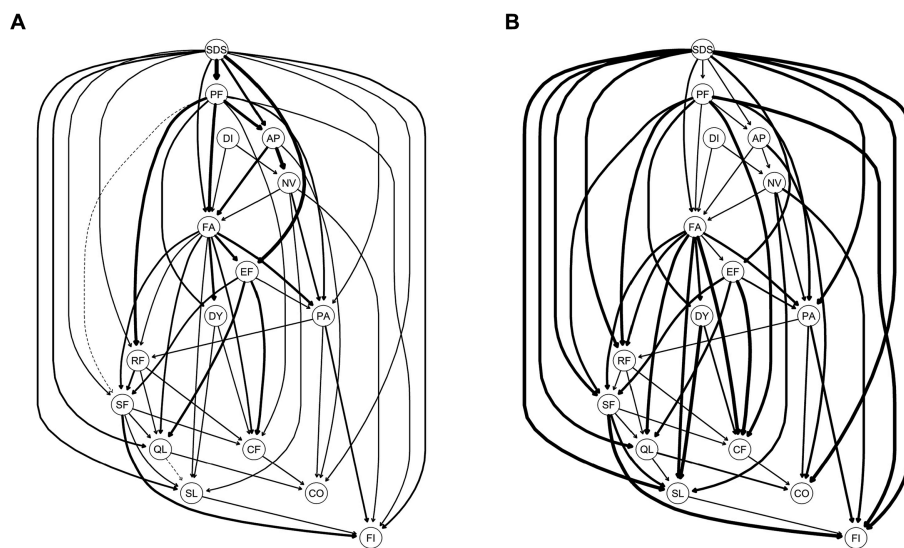 A
B
SDS
SDS
PF
PF
DI
AP
DI
AP
NV
NV
FA
FA
EF
EF
DY
PA
DY
PA
RF
RF
SF
SF
QL
CF
QL
CF
SL
CO
SL
CO
FI
FI